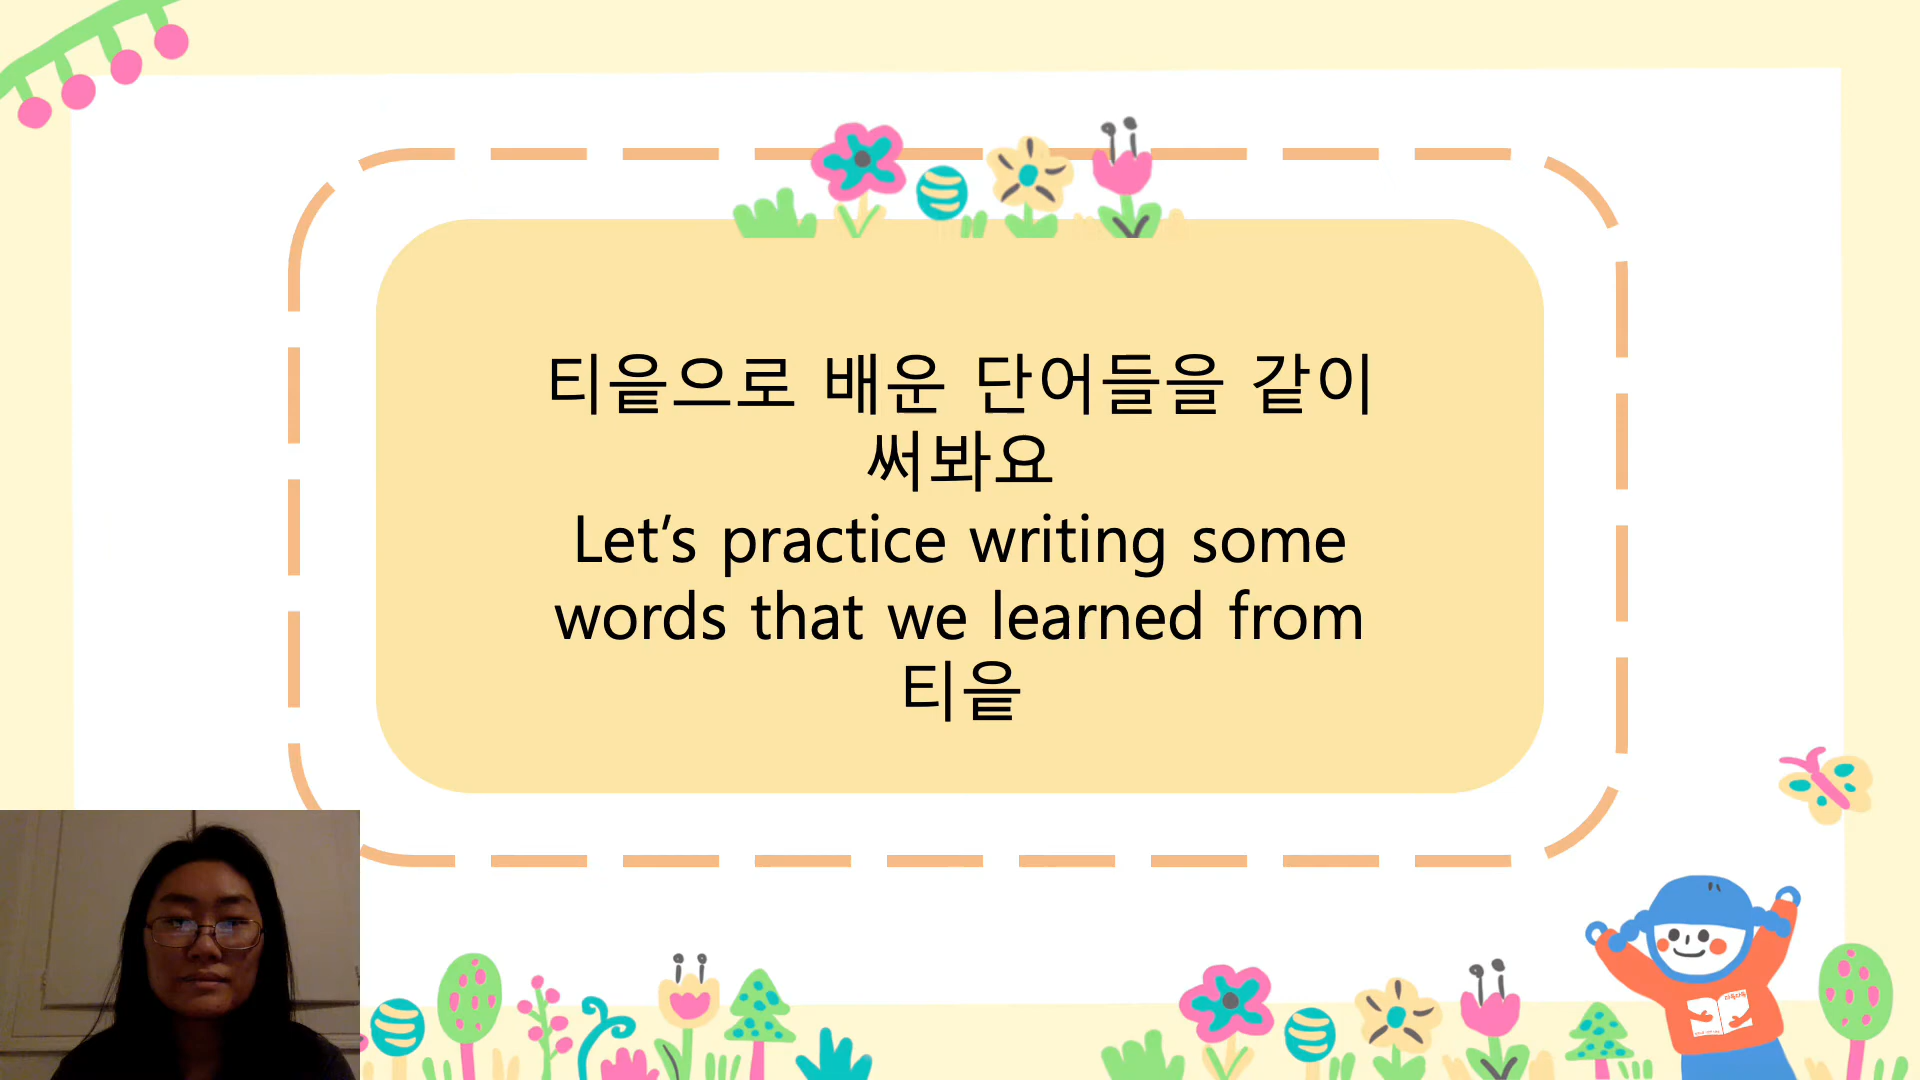 티읕으로 배운 단어들을 같이
써봐요
Let's practice writing some
words that we learned from
티읕